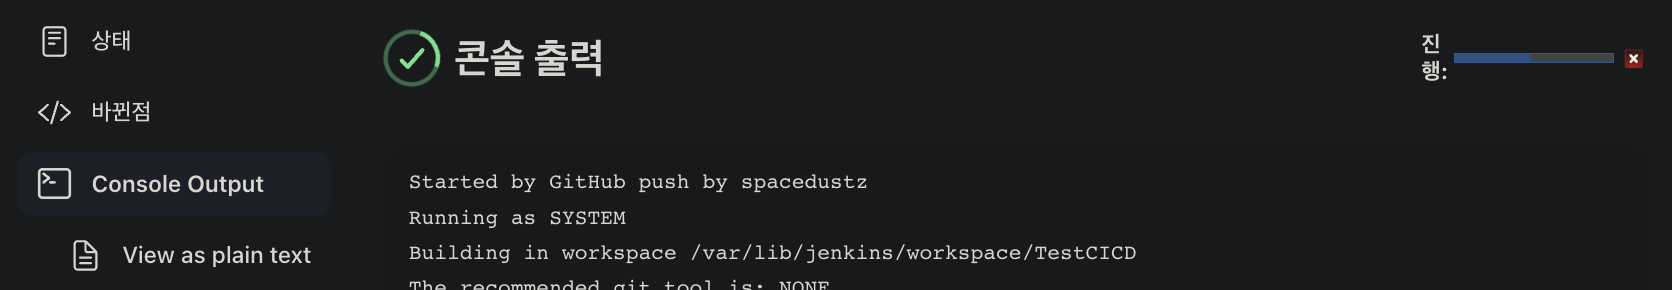 상태
바뀐점
Console Output
View as plain text
콘솔 출력
진
행:
Started by GitHub push by spacedustz
Running as SYSTEM
Building in workspace /var/lib/jenkins/workspace/TestCICD
The recommended git tool is: NONE